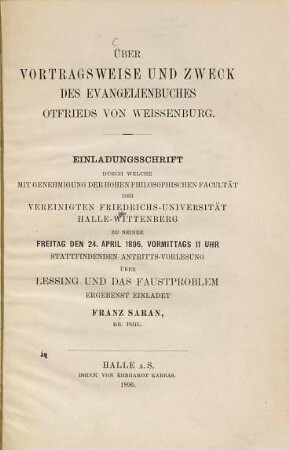 ÜBER
VORTRAGSWEISE UND ZWECK
DES EVANGELIENBUCHES
OTFRIEDS VON WEISSENBURG.
EINLADUNGSSCHRIFT
DURCH WELCHE
MIT GENEHMIGUNG DER HOHEN PHILOSOPHISCHEN FACULTÄT
DER
VEREINIGTEN FRIEDRICHS-UNIVERSITÄT
HALLE-WITTENBERG
ZU SEINER
FREITAG DEN 24. APRIL 1896, VORMITTAGS 11 UHR
STATTFINDENDEN ANTRITTS-VORLESUNG
ÜBER
LESSING UND DAS FAUSTPROBLEM
ERGEBENST EINLADET
FRANZ SARAN,
DR. PHIL.
HALLE A. S.
DRUCK VON EHRHARDT KARRAS.
1896.